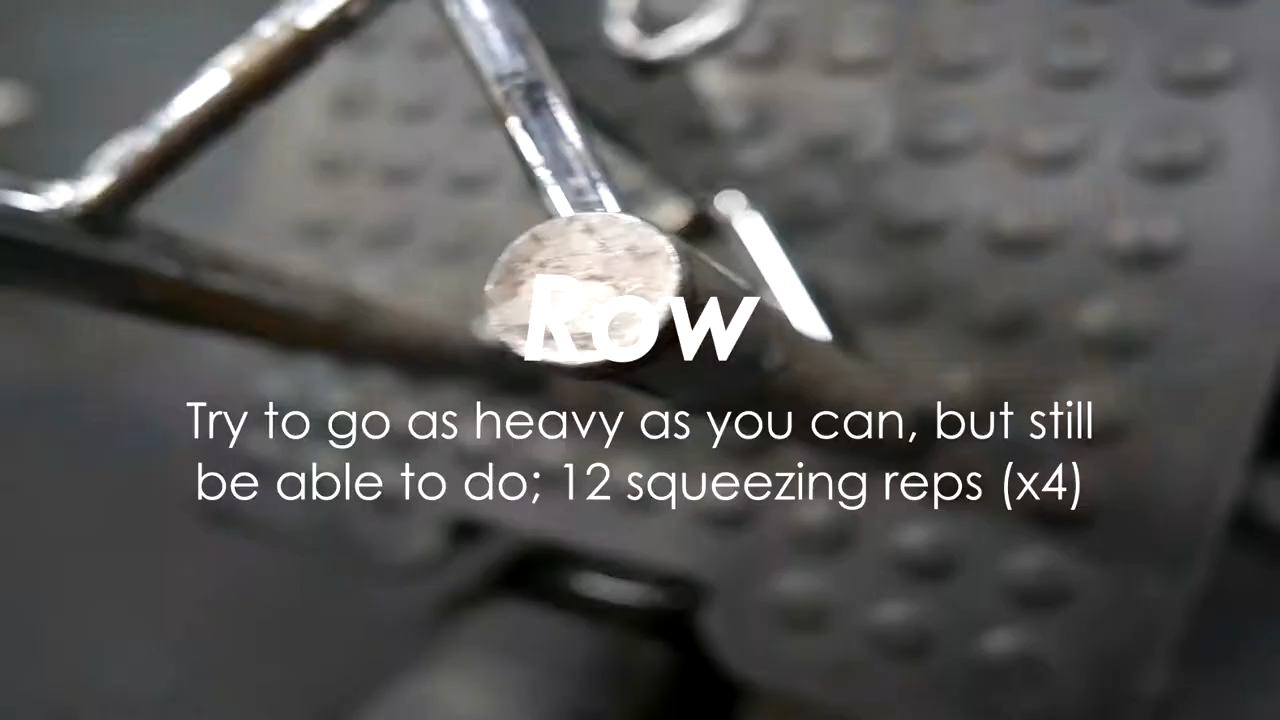 Row
Try to go as heavy as you can, but still
be able to do; 12 squeezing reps (x4)